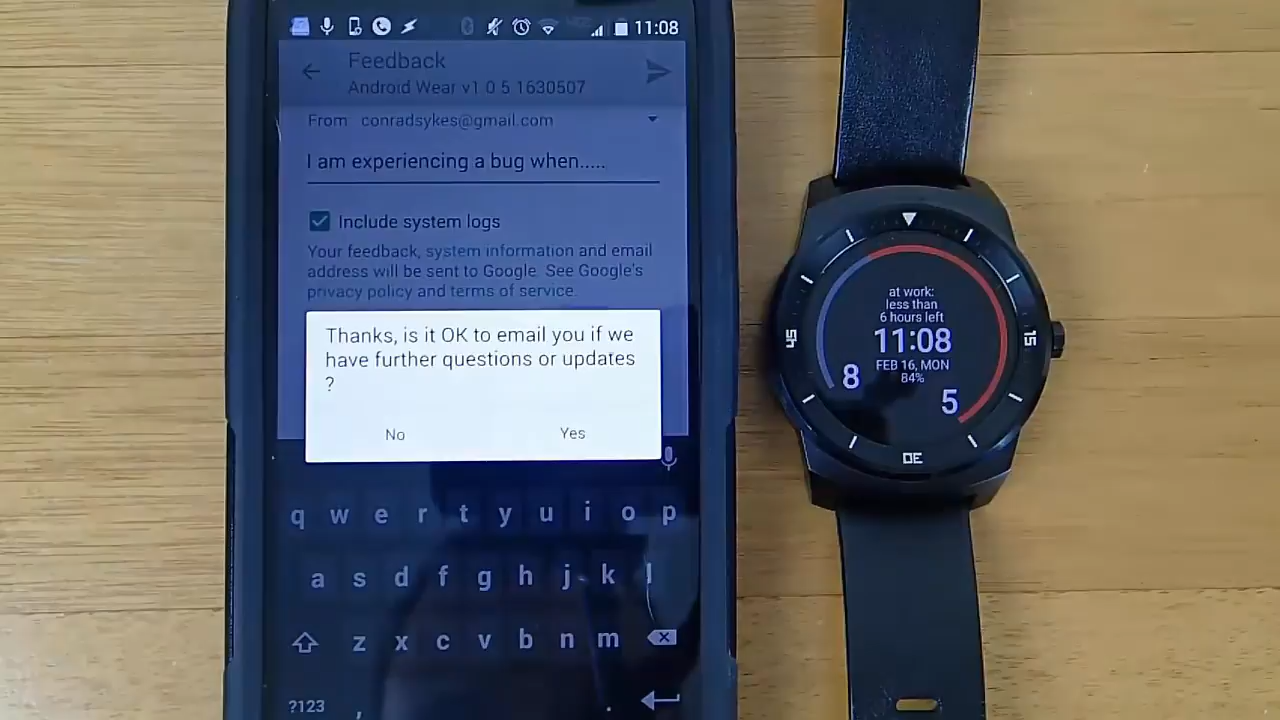 11:08
Feedback
Android Wear v1 0 5 1630507
From conradsykes@gmail.com
I am experiencing a bug when.....
Include system logs
Your feedback, system information and email
address will be sent to Google. See Google's
privacy policy and terms of service.
Thanks, is it OK to email you if we
have further questions or updates
?
No Yes
q w e r t y u i o p
a s d f g h j k l
z x c v b n m
?123 , .
at work:
less than
6 hours left
11:08
FEB 16, MON
84%
8
5
15
30
45